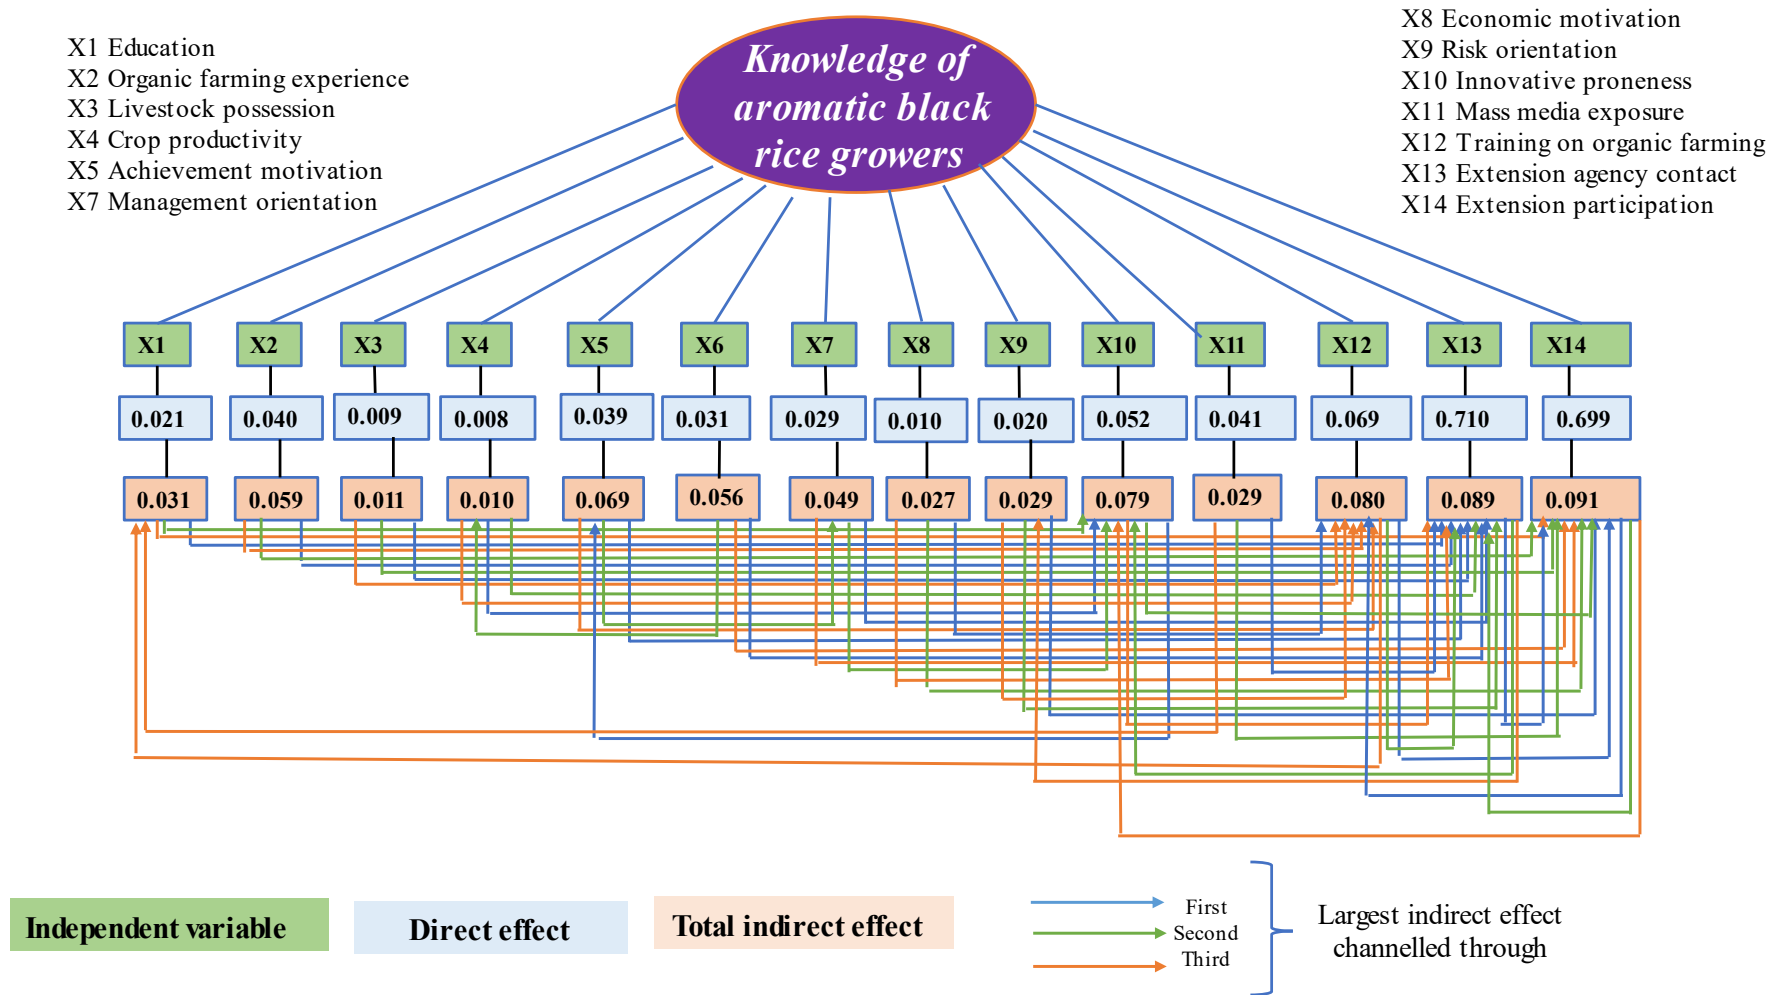 X1 Education
X2 Organic farming experience
X3 Livestock possession
X4 Crop productivity
X5 Achievement motivation
X7 Management orientation
Knowledge of
aromatic black
rice growers
X8 Economic motivation
X9 Risk orientation
X10 Innovative proneness
X11 Mass media exposure
X12 Training on organic farming
X13 Extension agency contact
X14 Extension participation
X1 X2 X3 X4 X5 X6 X7 X8 X9 X10 X11 X12 X13 X14
0.021 0.040 0.009 0.008 0.039 0.031 0.029 0.010 0.020 0.052 0.041 0.069 0.710 0.699
0.031 0.059 0.011 0.010 0.069 0.056 0.049 0.027 0.029 0.079 0.029 0.080 0.089 0.091
Independent variable
Direct effect
Total indirect effect
First
Second
Third
Largest indirect effect
channelled through